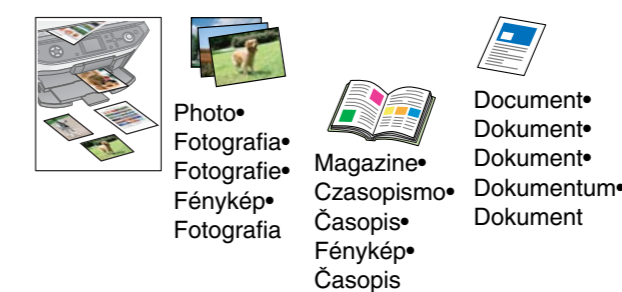 Photo•
Fotografia•
Fotografie•
Fénykép•
Fotografia
Magazine•
Czasopismo•
Časopis•
Fénykép•
Časopis
Document•
Dokument•
Dokument•
Dokumentum•
Dokument